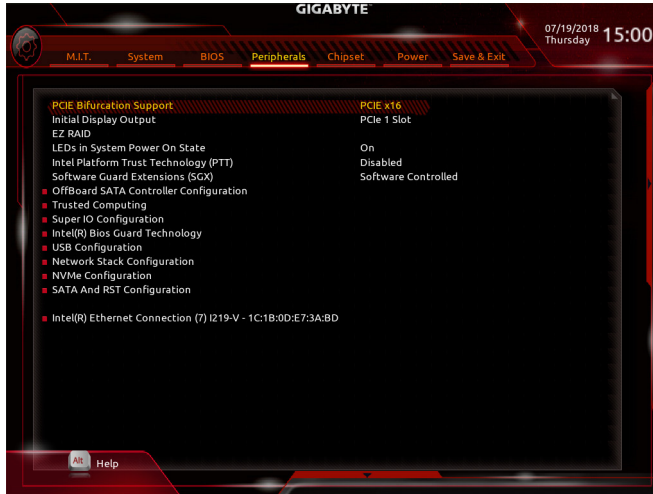 GIGABYTE
07/19/2018 15:00
Thursday
M.I.T. System BIOS Peripherals Chipset Power Save & Exit
PCIE Bifurcation Support PCIE x16
Initial Display Output PCIe 1 Slot
EZ RAID
LEDs in System Power On State On
Intel Platform Trust Technology (PTT) Disabled
Software Guard Extensions (SGX) Software Controlled
OffBoard SATA Controller Configuration
Trusted Computing
Super IO Configuration
Intel(R) Bios Guard Technology
USB Configuration
Network Stack Configuration
NVMe Configuration
SATA And RST Configuration
Intel(R) Ethernet Connection (7) I219-V - 1C:1B:0D:E7:3A:BD
Alt Help